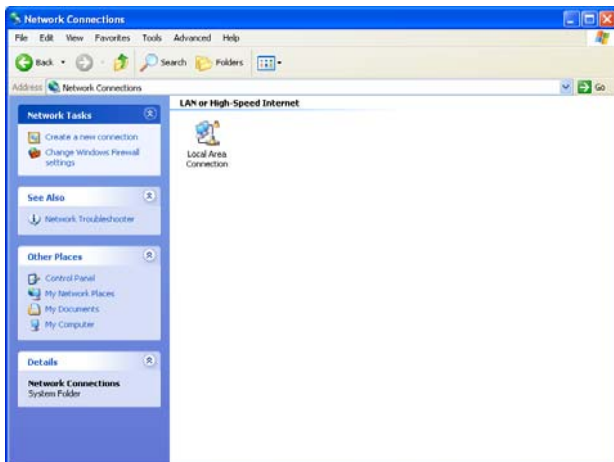 Network Connections
File Edit View Favorites Tools Advanced Help
Back Search Folders
Address Network Connections Go
LAN or High-Speed Internet
Local Area
Connection
Network Tasks
Create a new connection
Change Windows Firewall
settings
See Also
Network Troubleshooter
Other Places
Control Panel
My Network Places
My Documents
My Computer
Details
Network Connections
System Folder